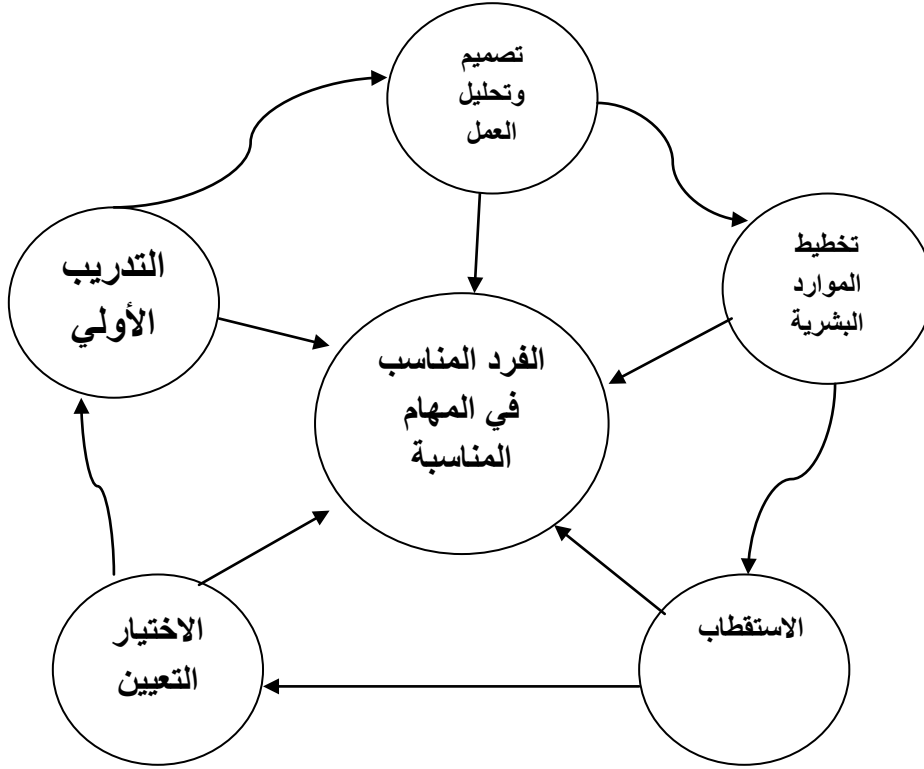 تصميم
وتحليل
العمل
تخطيط
الموارد
البشرية
التدريب
الأولي
الفرد المناسب
في المهام
المناسبة
الاستقطاب
الاختيار
التعيين